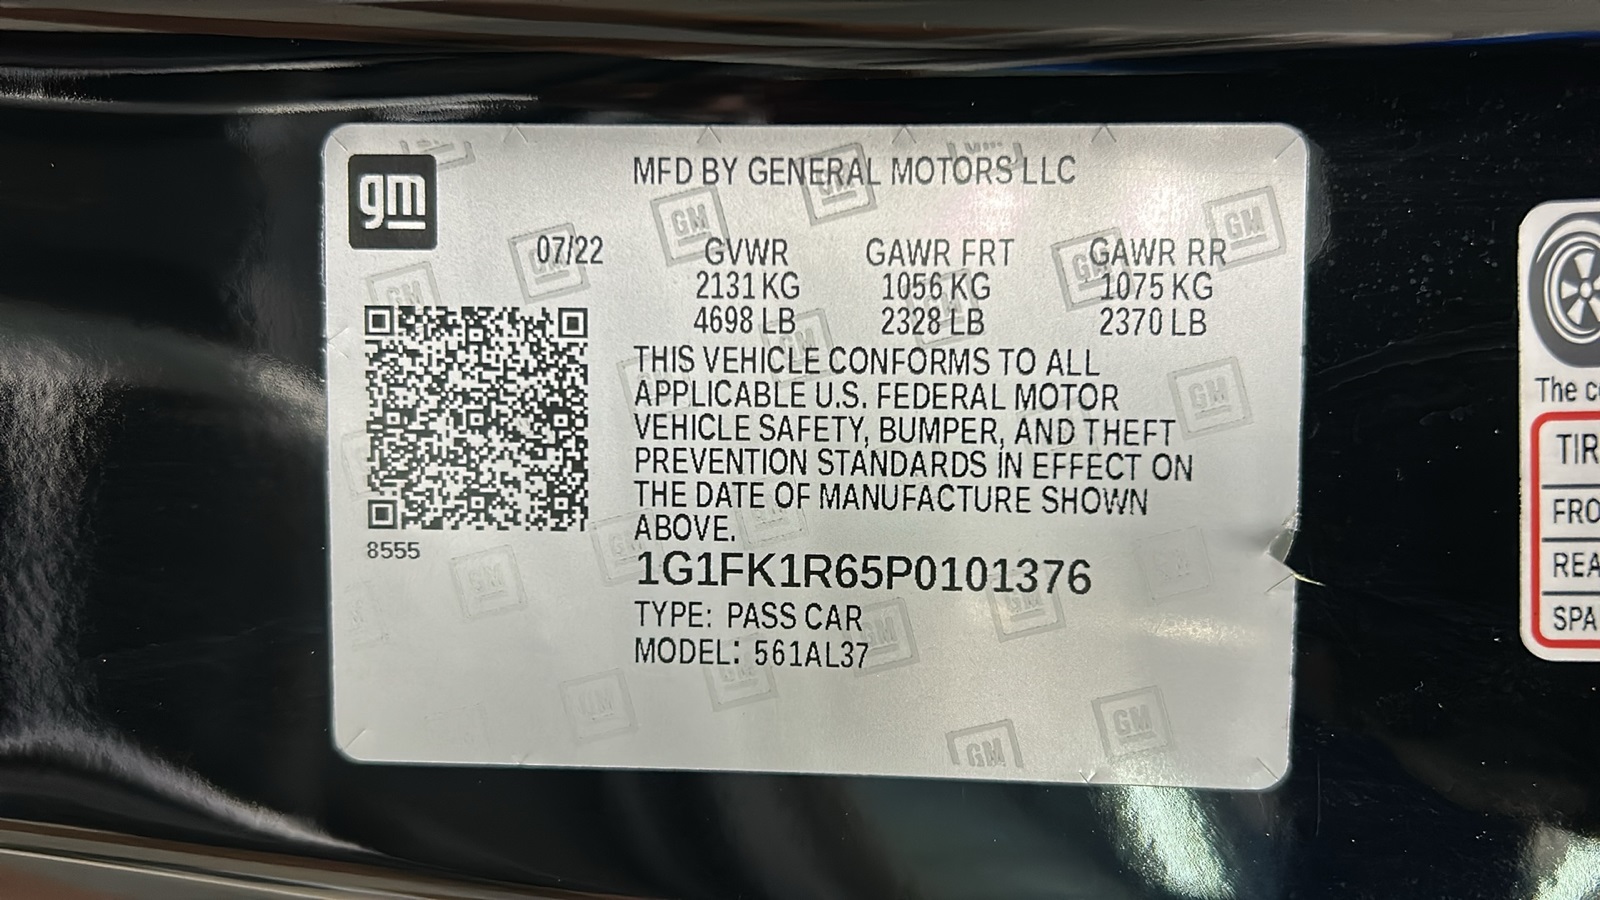 gm
MFD BY GENERAL MOTORS LLC
07/22 GVWR GAWR FRT GAWR RR
2131 KG 1056 KG 1075 KG
4698 LB 2328 LB 2370 LB
THIS VEHICLE CONFORMS TO ALL
APPLICABLE U.S. FEDERAL MOTOR
VEHICLE SAFETY, BUMPER, AND THEFT
PREVENTION STANDARDS IN EFFECT ON
THE DATE OF MANUFACTURE SHOWN
ABOVE.
8555
1G1FK1R65P0101376
TYPE: PASS CAR
MODEL: 561AL37
The